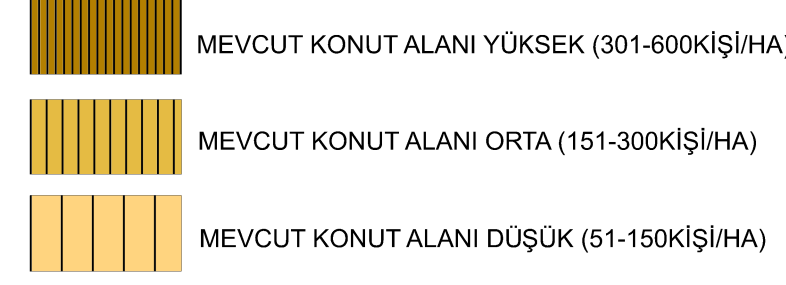 MEVCUT KONUT ALANI YÜKSEK (301-600KİŞİ/HA)
MEVCUT KONUT ALANI ORTA (151-300KİŞİ/HA)
MEVCUT KONUT ALANI DÜŞÜK (51-150KİŞİ/HA)